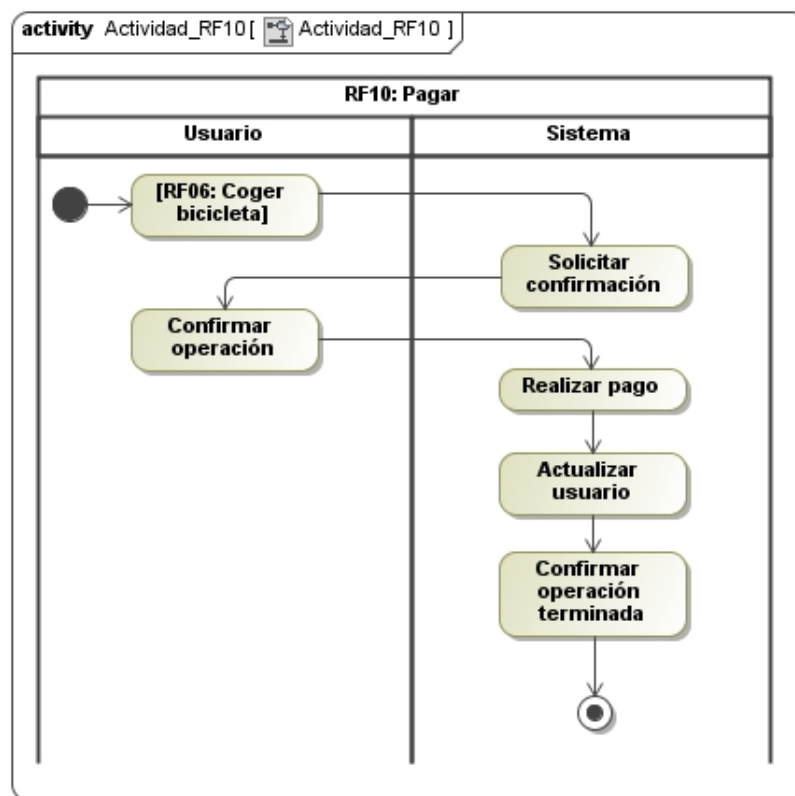 activity Actividad_RF10 [ Actividad_RF10 ]
RF10: Pagar
Usuario
Sistema
[RF06: Coger
bicicleta]
Solicitar
confirmación
Confirmar
operación
Realizar pago
Actualizar
usuario
Confirmar
operación
terminada